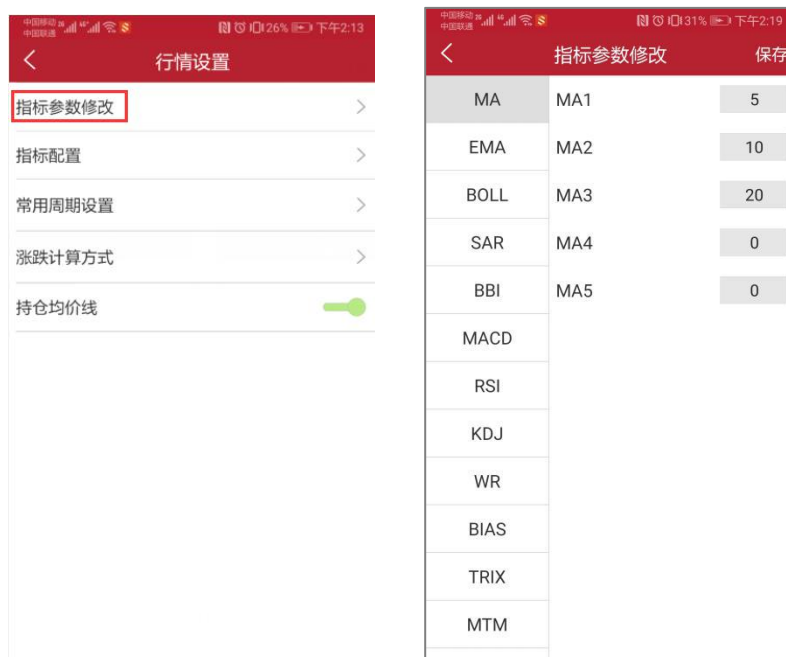 中国移动
中国联通
26% 下午2:13
行情设置
指标参数修改
指标配置
常用周期设置
涨跌计算方式
持仓均价线
中国移动
中国联通
31% 下午2:19
指标参数修改 保存
MA MA1 5
EMA MA2 10
BOLL MA3 20
SAR MA4 0
BBI MA5 0
MACD
RSI
KDJ
WR
BIAS
TRIX
MTM